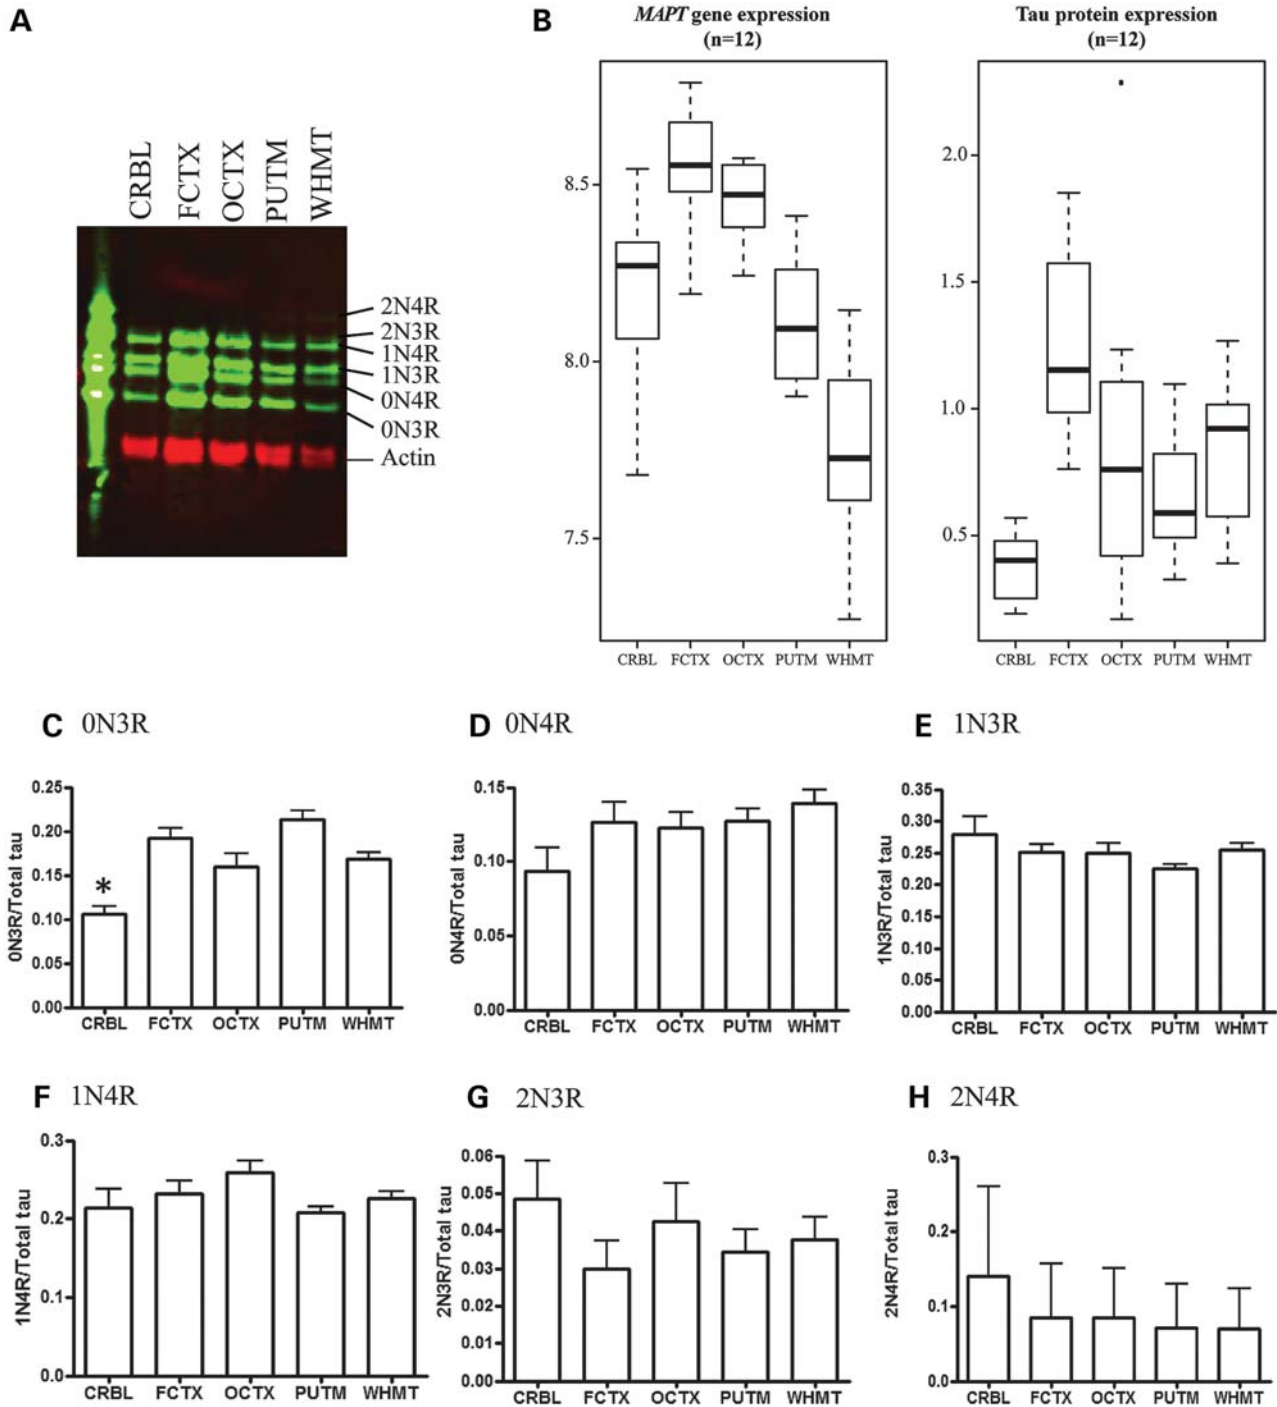 A
CRBL
FCTX
OCTX
PUTM
WHMT
2N4R
2N3R
1N4R
1N3R
0N4R
0N3R
Actin
B
MAPT gene expression
(n=12)
8.5
8.0
7.5
CRBL FCTX OCTX PUTM WHMT
Tau protein expression
(n=12)
2.0
1.5
1.0
0.5
CRBL FCTX OCTX PUTM WHMT
C 0N3R
0N3R/Total tau
0.25
0.20
0.15
0.10
0.05
0.00
*
CRBL FCTX OCTX PUTM WHMT
D 0N4R
0N4R/Total tau
0.15
0.10
0.05
0.00
CRBL FCTX OCTX PUTM WHMT
E 1N3R
1N3R/Total tau
0.35
0.30
0.25
0.20
0.15
0.10
0.05
0.00
CRBL FCTX OCTX PUTM WHMT
F 1N4R
1N4R/Total tau
0.3
0.2
0.1
0.0
CRBL FCTX OCTX PUTM WHMT
G 2N3R
2N3R/Total tau
0.06
0.05
0.04
0.03
0.02
0.01
0.00
CRBL FCTX OCTX PUTM WHMT
H 2N4R
2N4R/Total tau
0.3
0.2
0.1
0.0
CRBL FCTX OCTX PUTM WHMT